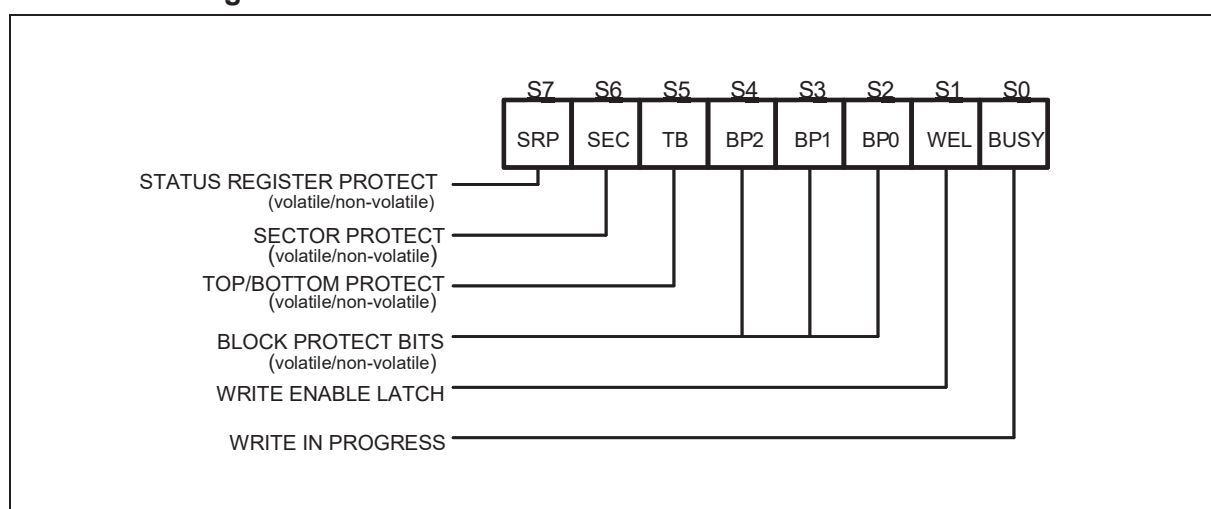 S7 S6 S5 S4 S3 S2 S1 S0
SRP SEC TB BP2 BP1 BP0 WEL BUSY
STATUS REGISTER PROTECT
(volatile/non-volatile)
SECTOR PROTECT
(volatile/non-volatile)
TOP/BOTTOM PROTECT
(volatile/non-volatile)
BLOCK PROTECT BITS
(volatile/non-volatile)
WRITE ENABLE LATCH
WRITE IN PROGRESS